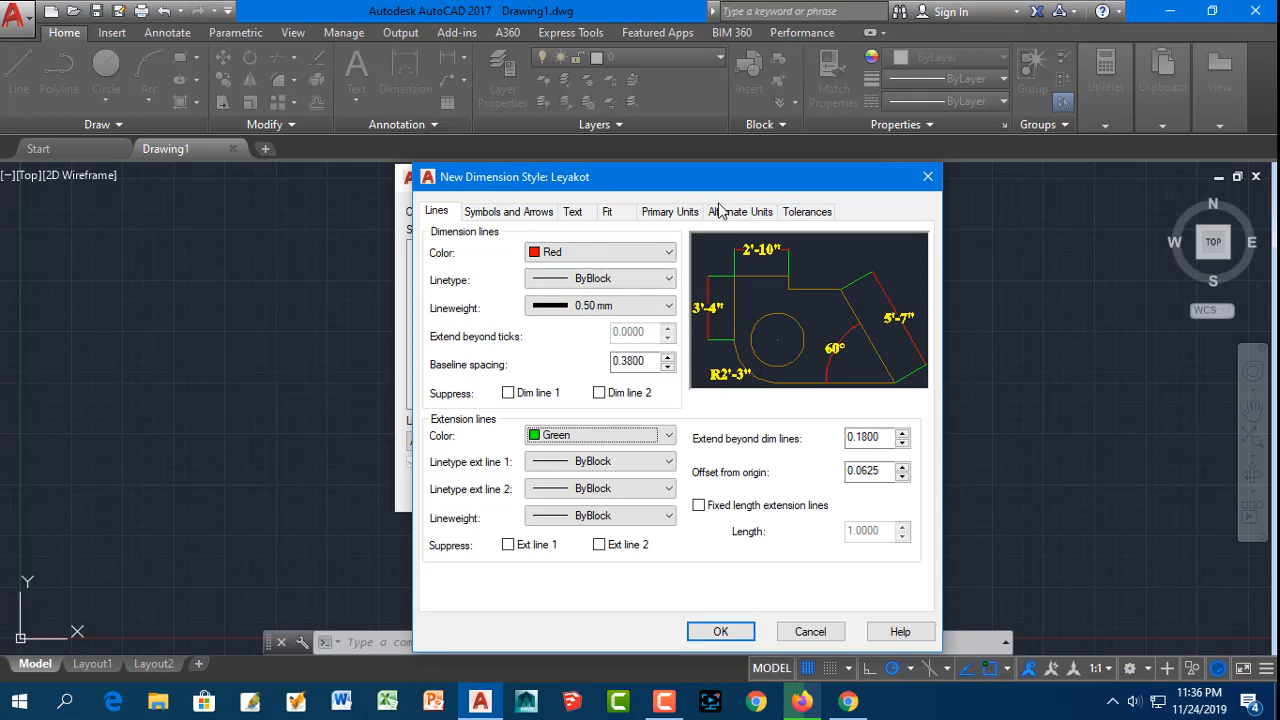 Autodesk AutoCAD 2017 Drawing1.dwg
Type a keyword or phrase
Sign In
Home Insert Annotate Parametric View Manage Output Add-ins A360 Express Tools Featured Apps BIM 360 Performance
0
ByLayer
ByLayer
ByLayer
Line Polyline Circle Arc Text Dimension Layer Properties Insert Match Properties Group Utilities Clipboard View
Draw Modify Annotation Layers Block Properties Groups
Start Drawing1
[−][Top][2D Wireframe]
New Dimension Style: Leyakot
Lines Symbols and Arrows Text Fit Primary Units Alternate Units Tolerances
Dimension lines
Color: Red
Linetype: ByBlock
Lineweight: 0.50 mm
Extend beyond ticks: 0.0000
Baseline spacing: 0.3800
Suppress: Dim line 1 Dim line 2
2'-10"
3'-4"
5'-7"
60°
R2'-3"
Extension lines
Color: Green
Linetype ext line 1: ByBlock
Linetype ext line 2: ByBlock
Lineweight: ByBlock
Suppress: Ext line 1 Ext line 2
Extend beyond dim lines: 0.1800
Offset from origin: 0.0625
Fixed length extension lines
Length: 1.0000
OK Cancel Help
N
W TOP E
S
WCS
Y
X
Type a com
Model Layout1 Layout2
MODEL 1:1
11:36 PM
11/24/2019
4